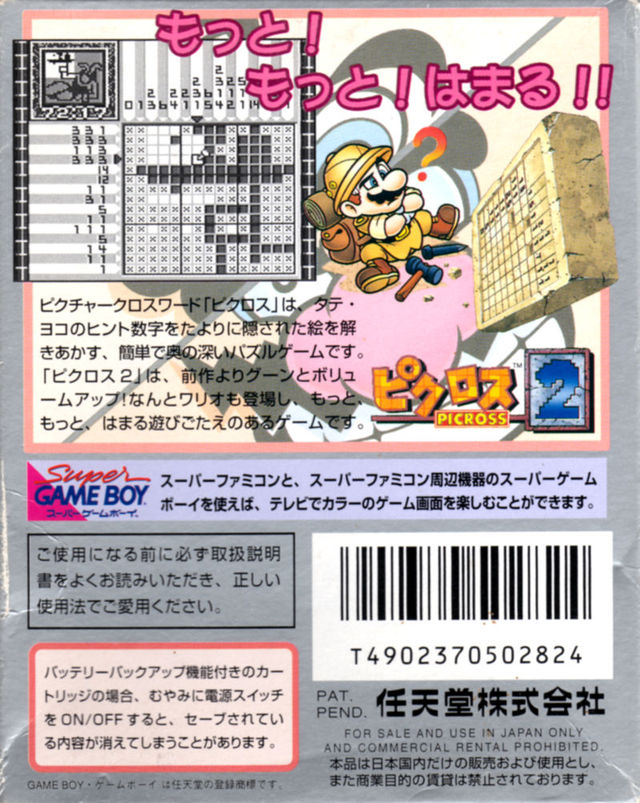 もっと!
もっと!はまる!!
?
ピクチャークロスワード「ピクロス」は、タテ・
ヨコのヒント数字をたよりに隠された絵を解
きあかす、簡単で奥の深いパズルゲームです。
「ピクロス2」は、前作よりグーンとボリュ
ームアップ!なんとワリオも登場し、もっと、
もっと、はまる遊びごたえのあるゲームです。
ピクロス 2
PICROSS
TM
Super
GAME BOY
スーパーゲームボーイ.
スーパーファミコンと、スーパーファミコン周辺機器のスーパーゲーム
ボーイを使えば、テレビでカラーのゲーム画面を楽しむことができます。
ご使用になる前に必ず取扱説明
書をよくお読みいただき、正しい
使用法でご愛用ください。
T4902370502824
バッテリーバックアップ機能付きのカー
トリッジの場合、むやみに電源スイッチ
をON/OFFすると、セーブされてい
る内容が消えてしまうことがあります。
PAT.
PEND.
任天堂株式会社
FOR SALE AND USE IN JAPAN ONLY
AND COMMERCIAL RENTAL PROHIBITED.
本品は日本国内だけの販売および使用とし、
また商業目的の賃貸は禁止されております。
GAME BOY・ゲームボーイは任天堂の登録商標です。